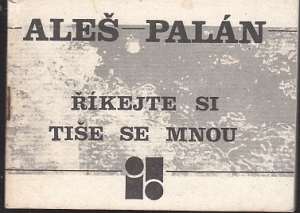 ALEŠ PALÁN
ŘÍKEJTE SI
TIŠE SE MNOU